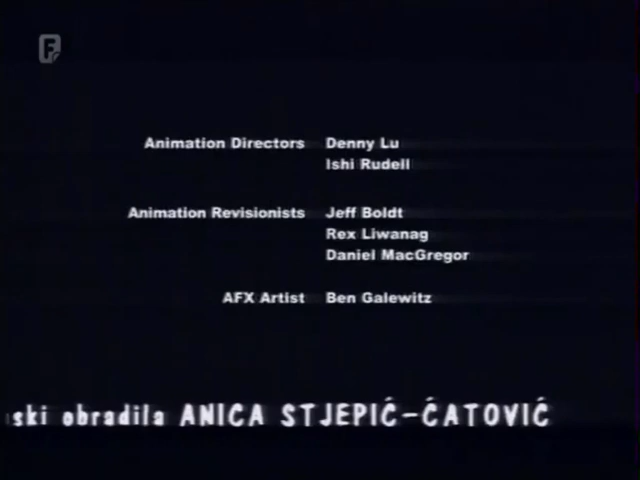 F
Animation Directors Denny Lu
Ishi Rudell
Animation Revisionists Jeff Boldt
Rex Liwanag
Daniel MacGregor
AFX Artist Ben Galewitz
ski obradila ANICA STJEPIĆ-ĆATOVIĆ